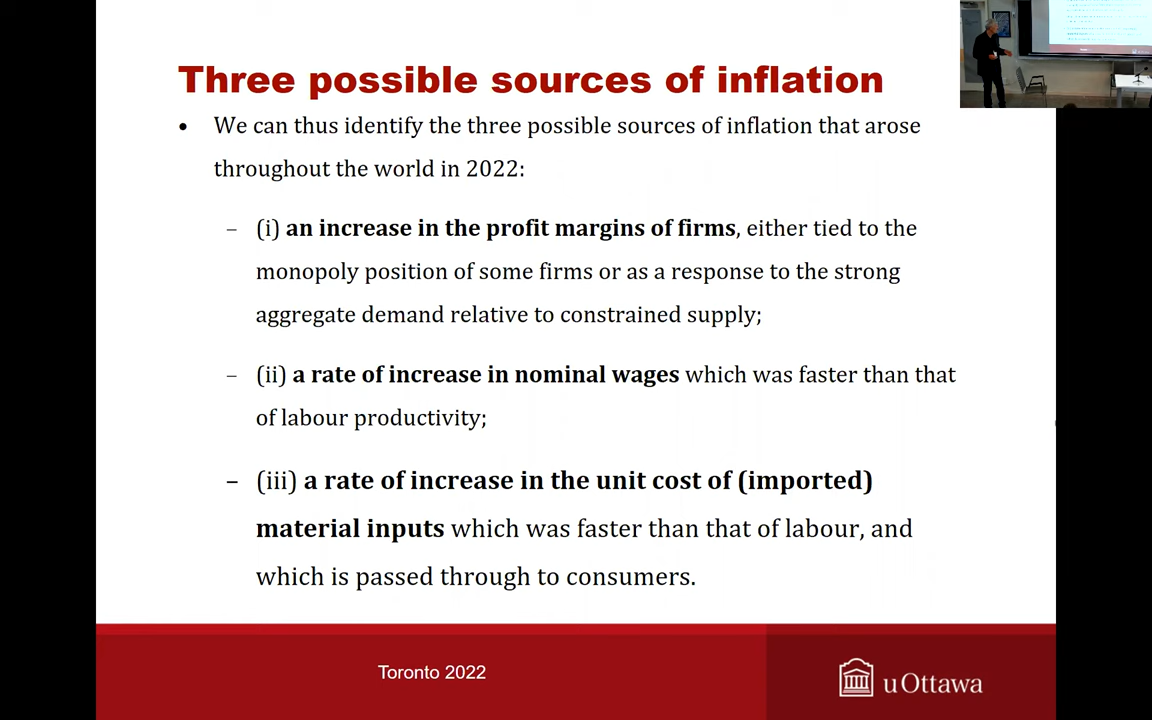 Three possible sources of inflation
• We can thus identify the three possible sources of inflation that arose
throughout the world in 2022:
– (i) an increase in the profit margins of firms, either tied to the
monopoly position of some firms or as a response to the strong
aggregate demand relative to constrained supply;
– (ii) a rate of increase in nominal wages which was faster than that
of labour productivity;
– (iii) a rate of increase in the unit cost of (imported)
material inputs which was faster than that of labour, and
which is passed through to consumers.
Toronto 2022
uOttawa